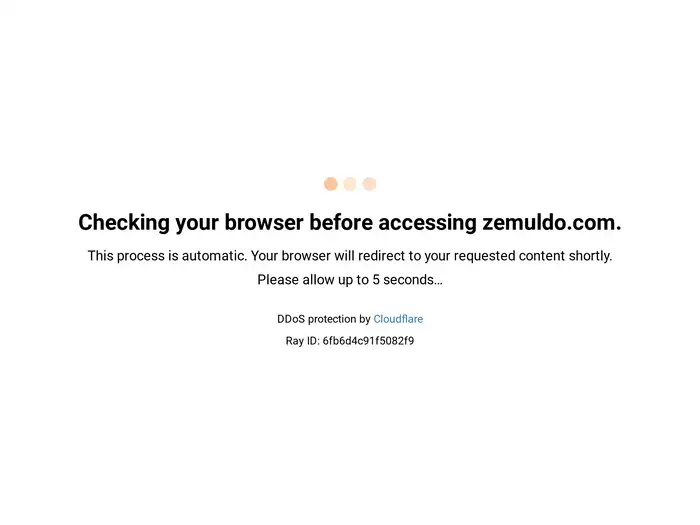 Checking your browser before accessing zemuldo.com.
This process is automatic. Your browser will redirect to your requested content shortly.
Please allow up to 5 seconds…
DDoS protection by Cloudflare
Ray ID: 6fb6d4c91f5082f9